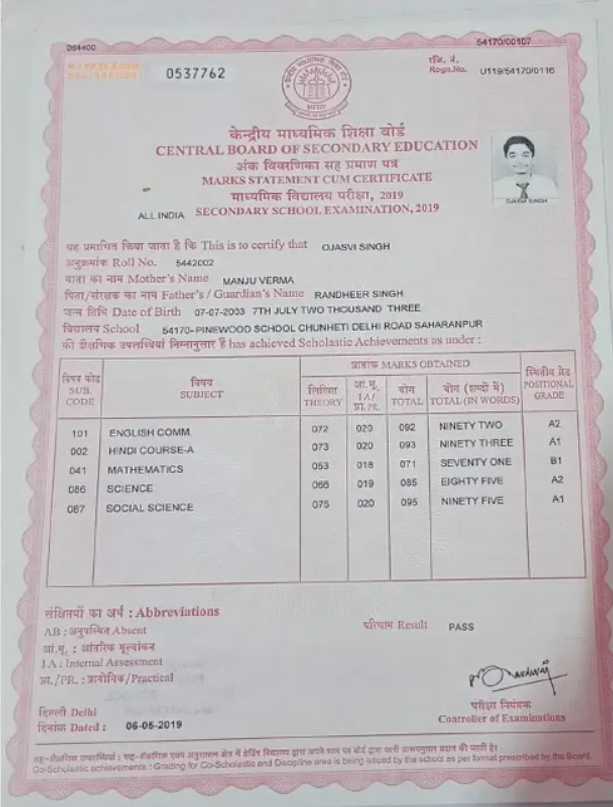 064400
54170/00107
0537762
रजि. नं.
Regn.No. U119/54170/0116
केन्द्रीय माध्यमिक शिक्षा बोर्ड
CENTRAL BOARD OF SECONDARY EDUCATION
अंक विवरणिका सह प्रमाण पत्र
MARKS STATEMENT CUM CERTIFICATE
माध्यमिक विद्यालय परीक्षा, 2019
ALL INDIA SECONDARY SCHOOL EXAMINATION, 2019
OJASVI SINGH
यह प्रमाणित किया जाता है कि This is to certify that OJASVI SINGH
अनुक्रमांक Roll No. 5442002
माता का नाम Mother's Name MANJU VERMA
पिता/संरक्षक का नाम Father's / Guardian's Name RANDHEER SINGH
जन्म तिथि Date of Birth 07-07-2003 7TH JULY TWO THOUSAND THREE
विद्यालय School 54170-PINEWOOD SCHOOL CHUNHETI DELHI ROAD SAHARANPUR
की शैक्षणिक उपलब्धियां निम्नानुसार हैं has achieved Scholastic Achievements as under :
विषय कोड SUB. CODE
विषय SUBJECT
प्राप्तांक MARKS OBTAINED
लिखित THEORY
आं.मू. I A / प्रा.PR.
योग TOTAL
योग (शब्दों में) TOTAL (IN WORDS)
स्थितीय ग्रेड POSITIONAL GRADE
101 ENGLISH COMM. 072 020 092 NINETY TWO A2
002 HINDI COURSE-A 073 020 093 NINETY THREE A1
041 MATHEMATICS 053 018 071 SEVENTY ONE B1
086 SCIENCE 066 019 085 EIGHTY FIVE A2
087 SOCIAL SCIENCE 075 020 095 NINETY FIVE A1
संक्षिप्तियों का अर्थ : Abbreviations
AB : अनुपस्थित Absent
आं.मू. : आंतरिक मूल्यांकन
I A : Internal Assessment
प्रा./PR. : प्रायोगिक/Practical
परिणाम Result PASS
दिल्ली Delhi
दिनांक Dated : 06-05-2019
परीक्षा नियंत्रक
Controller of Examinations
सह-शैक्षणिक उपलब्धियां : सह-शैक्षणिक एवम् अनुशासन क्षेत्र में ग्रेडिंग विद्यालय द्वारा अपने स्तर पर बोर्ड द्वारा जारी प्रारूपानुसार प्रदान की जाती है।
Co-Scholastic achievements : Grading for Co-Scholastic and Discipline area is being issued by the school as per format prescribed by the Board.